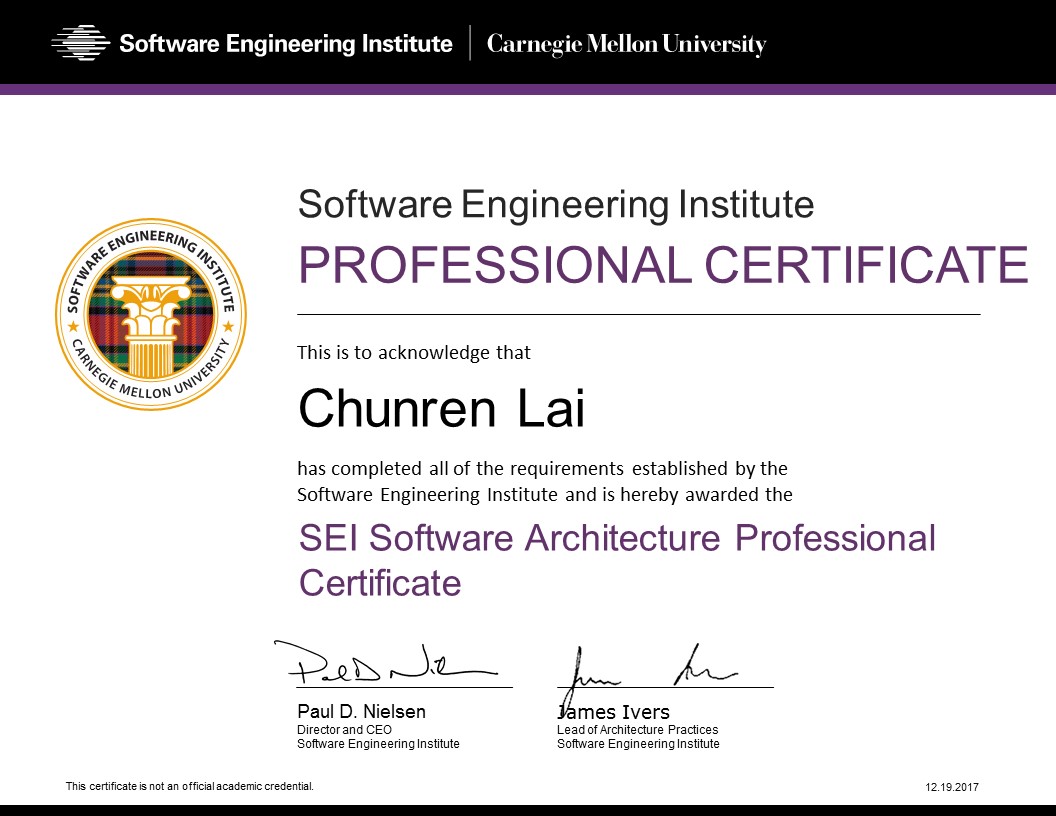 Software Engineering Institute | Carnegie Mellon University
Software Engineering Institute
PROFESSIONAL CERTIFICATE
SOFTWARE ENGINEERING INSTITUTE
CARNEGIE MELLON UNIVERSITY
This is to acknowledge that
Chunren Lai
has completed all of the requirements established by the
Software Engineering Institute and is hereby awarded the
SEI Software Architecture Professional
Certificate
Paul D. Nielsen
Director and CEO
Software Engineering Institute
James Ivers
Lead of Architecture Practices
Software Engineering Institute
This certificate is not an official academic credential.
12.19.2017